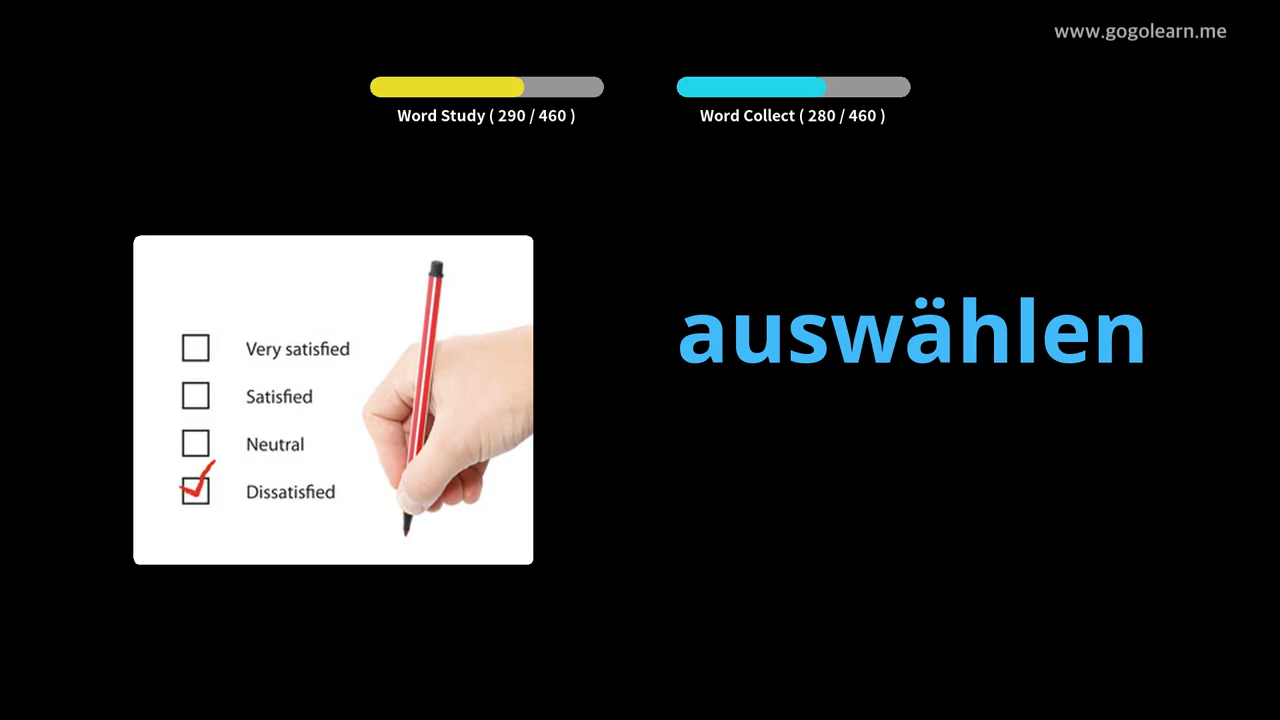 www.gogolearn.me
Word Study ( 290 / 460 )
Word Collect ( 280 / 460 )
Very satisfied
Satisfied
Neutral
Dissatisfied
auswählen